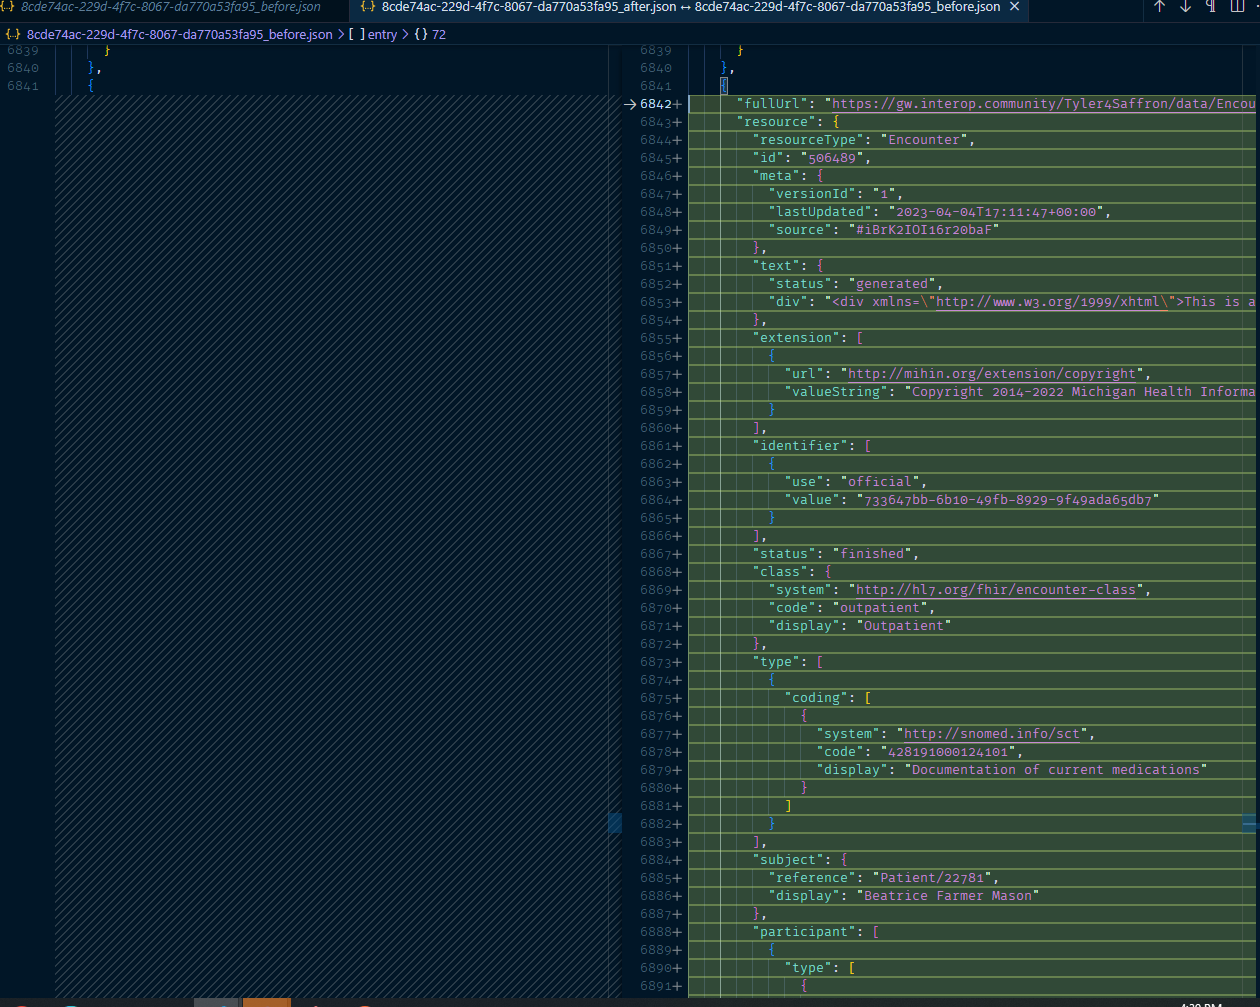 {..} 8cde74ac-229d-4f7c-8067-da770a53fa95_before.json
{..} 8cde74ac-229d-4f7c-8067-da770a53fa95_after.json ↔ 8cde74ac-229d-4f7c-8067-da770a53fa95_before.json ×
{..} 8cde74ac-229d-4f7c-8067-da770a53fa95_before.json > [ ] entry > {} 72
6839 }
6840 },
6841 {
6839 }
6840 },
6841 {
6842+ "fullUrl": "https://gw.interop.community/Tyler4Saffron/data/Encou
6843+ "resource": {
6844+ "resourceType": "Encounter",
6845+ "id": "506489",
6846+ "meta": {
6847+ "versionId": "1",
6848+ "lastUpdated": "2023-04-04T17:11:47+00:00",
6849+ "source": "#iBrK2IOI16r20baF"
6850+ },
6851+ "text": {
6852+ "status": "generated",
6853+ "div": "<div xmlns=\"http://www.w3.org/1999/xhtml\">This is a
6854+ },
6855+ "extension": [
6856+ {
6857+ "url": "http://mihin.org/extension/copyright",
6858+ "valueString": "Copyright 2014-2022 Michigan Health Informa
6859+ }
6860+ ],
6861+ "identifier": [
6862+ {
6863+ "use": "official",
6864+ "value": "733647bb-6b10-49fb-8929-9f49ada65db7"
6865+ }
6866+ ],
6867+ "status": "finished",
6868+ "class": {
6869+ "system": "http://hl7.org/fhir/encounter-class",
6870+ "code": "outpatient",
6871+ "display": "Outpatient"
6872+ },
6873+ "type": [
6874+ {
6875+ "coding": [
6876+ {
6877+ "system": "http://snomed.info/sct",
6878+ "code": "428191000124101",
6879+ "display": "Documentation of current medications"
6880+ }
6881+ ]
6882+ }
6883+ ],
6884+ "subject": {
6885+ "reference": "Patient/22781",
6886+ "display": "Beatrice Farmer Mason"
6887+ },
6888+ "participant": [
6889+ {
6890+ "type": [
6891+ {